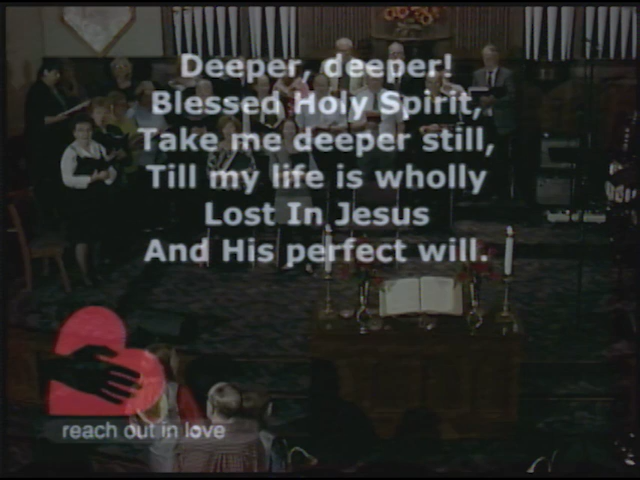 Deeper, deeper!
Blessed Holy Spirit,
Take me deeper still,
Till my life is wholly
Lost In Jesus
And His perfect will.
reach out in love